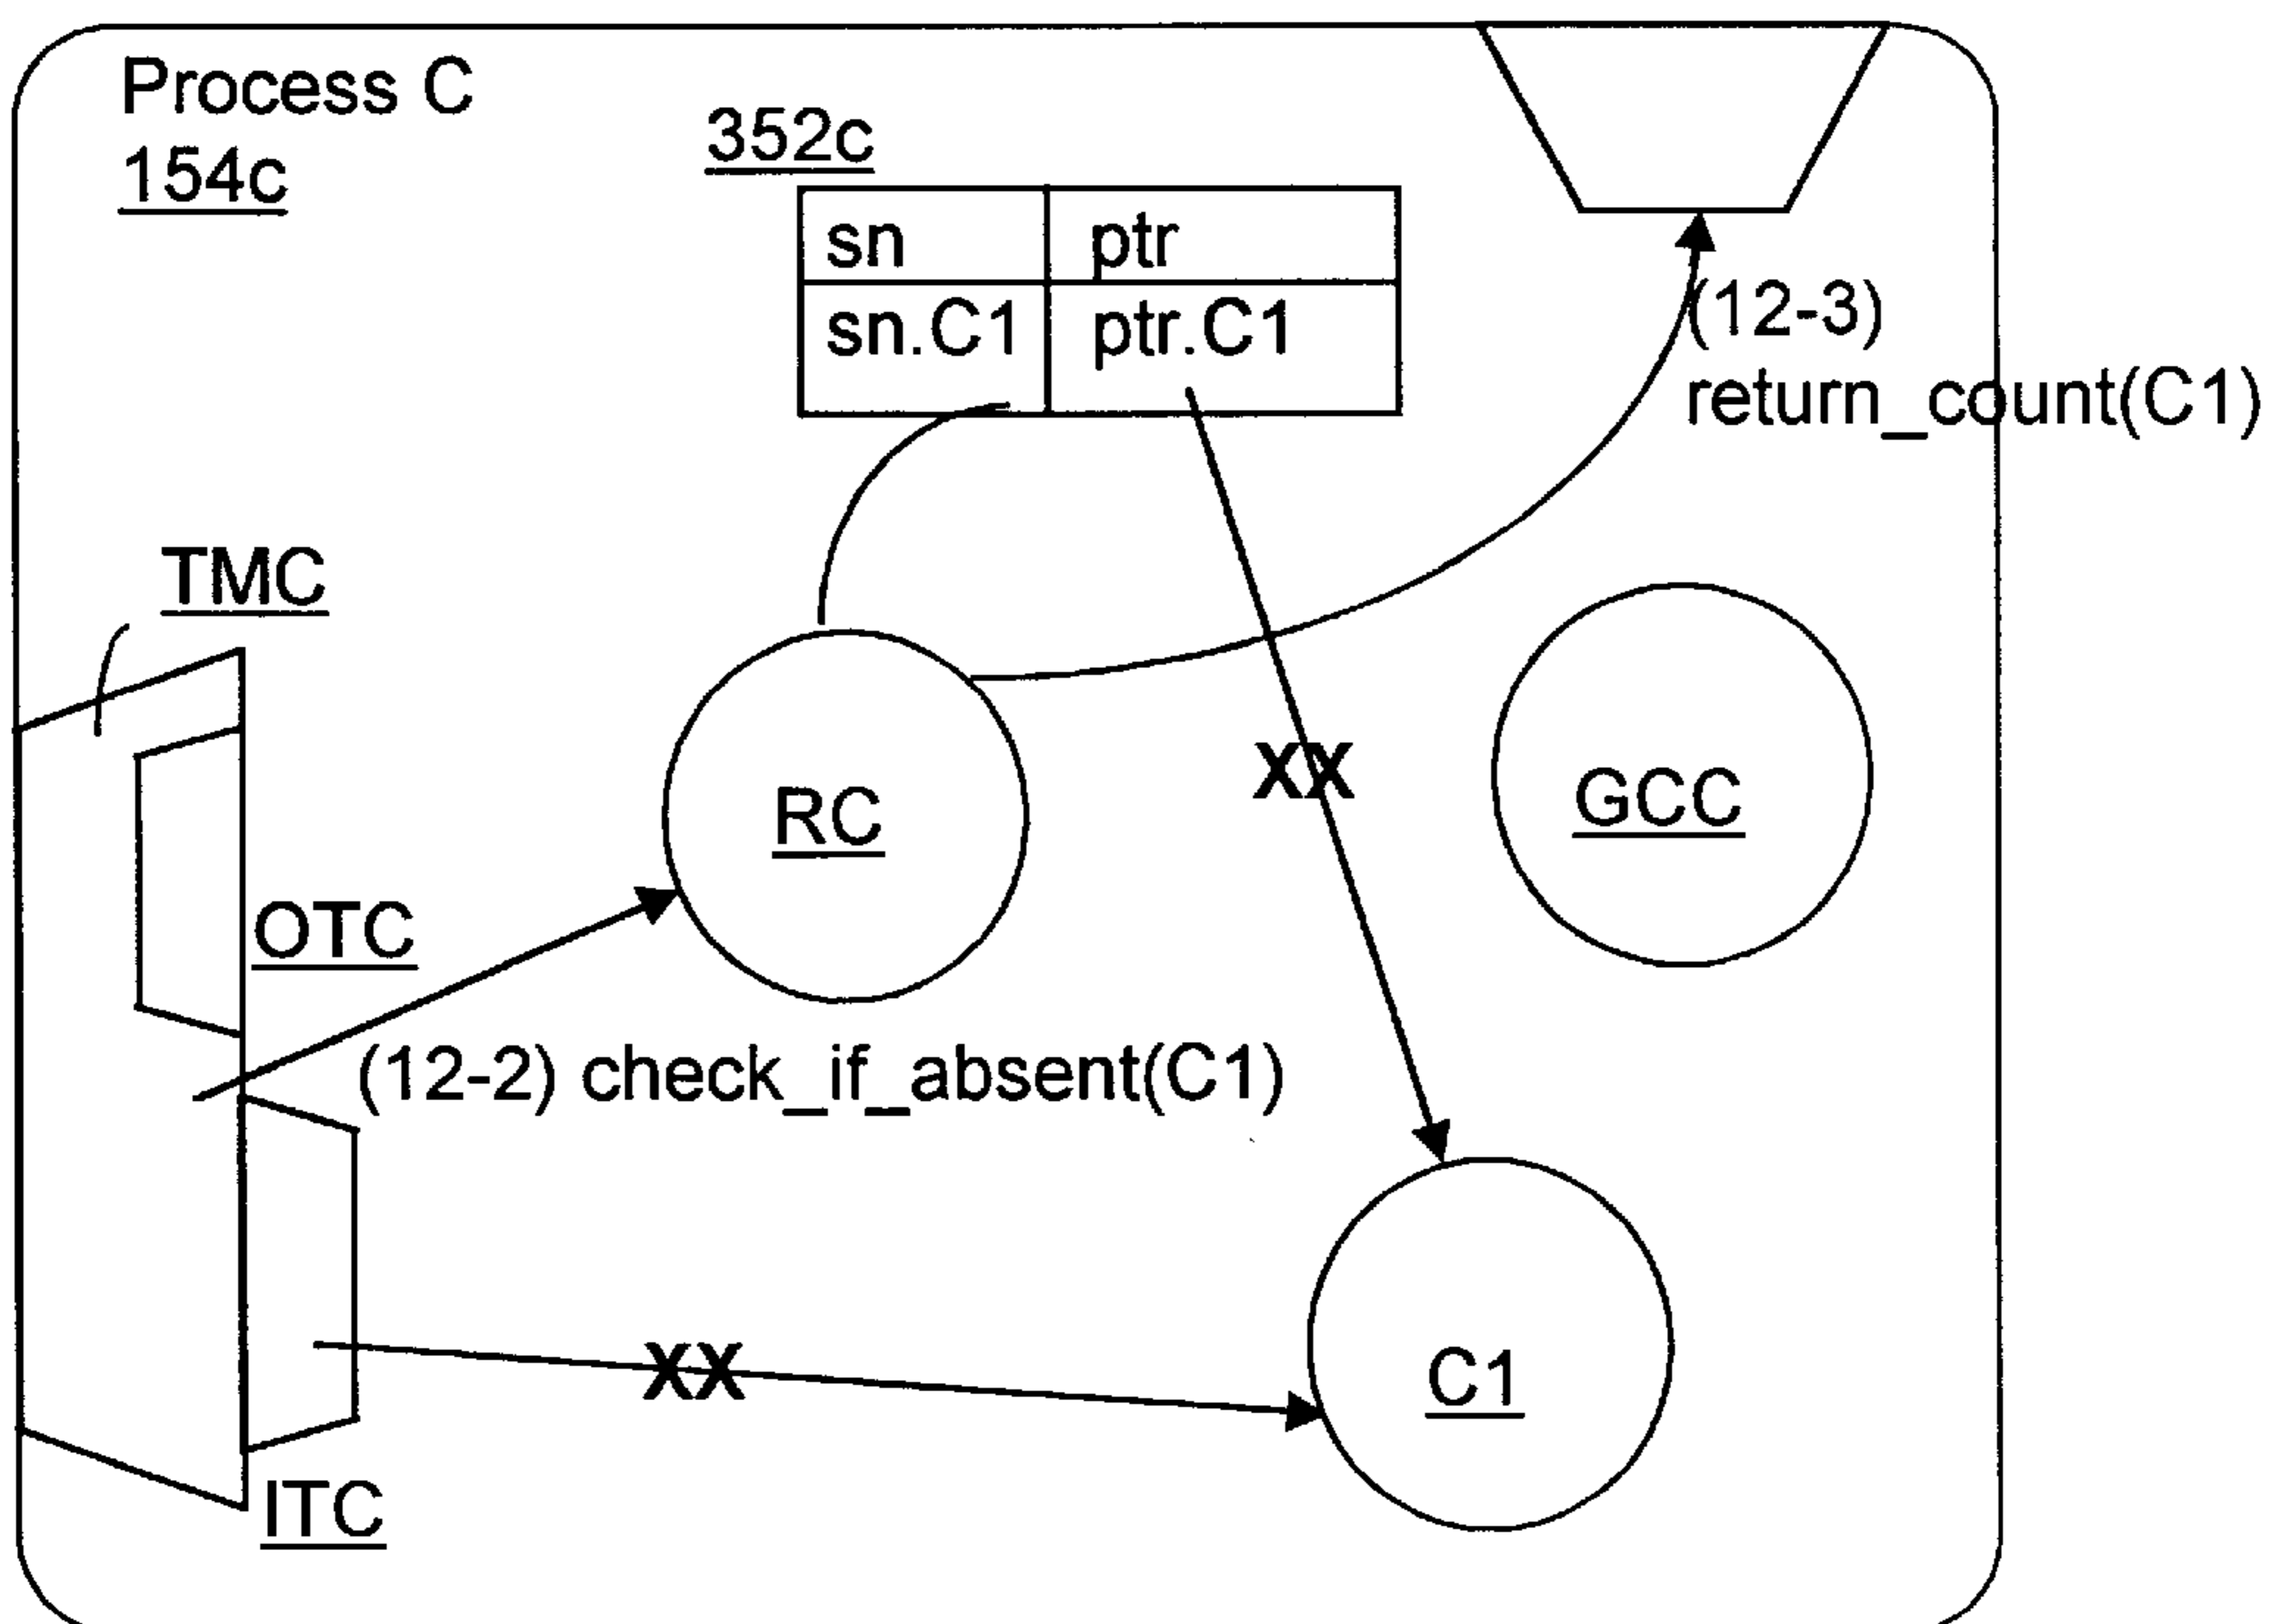 Process C
154c
352c
sn ptr
sn.C1 ptr.C1
(12-3)
return_count(C1)
TMC
XX
RC
GCC
OTC
(12-2) check_if_absent(C1)
XX
C1
ITC